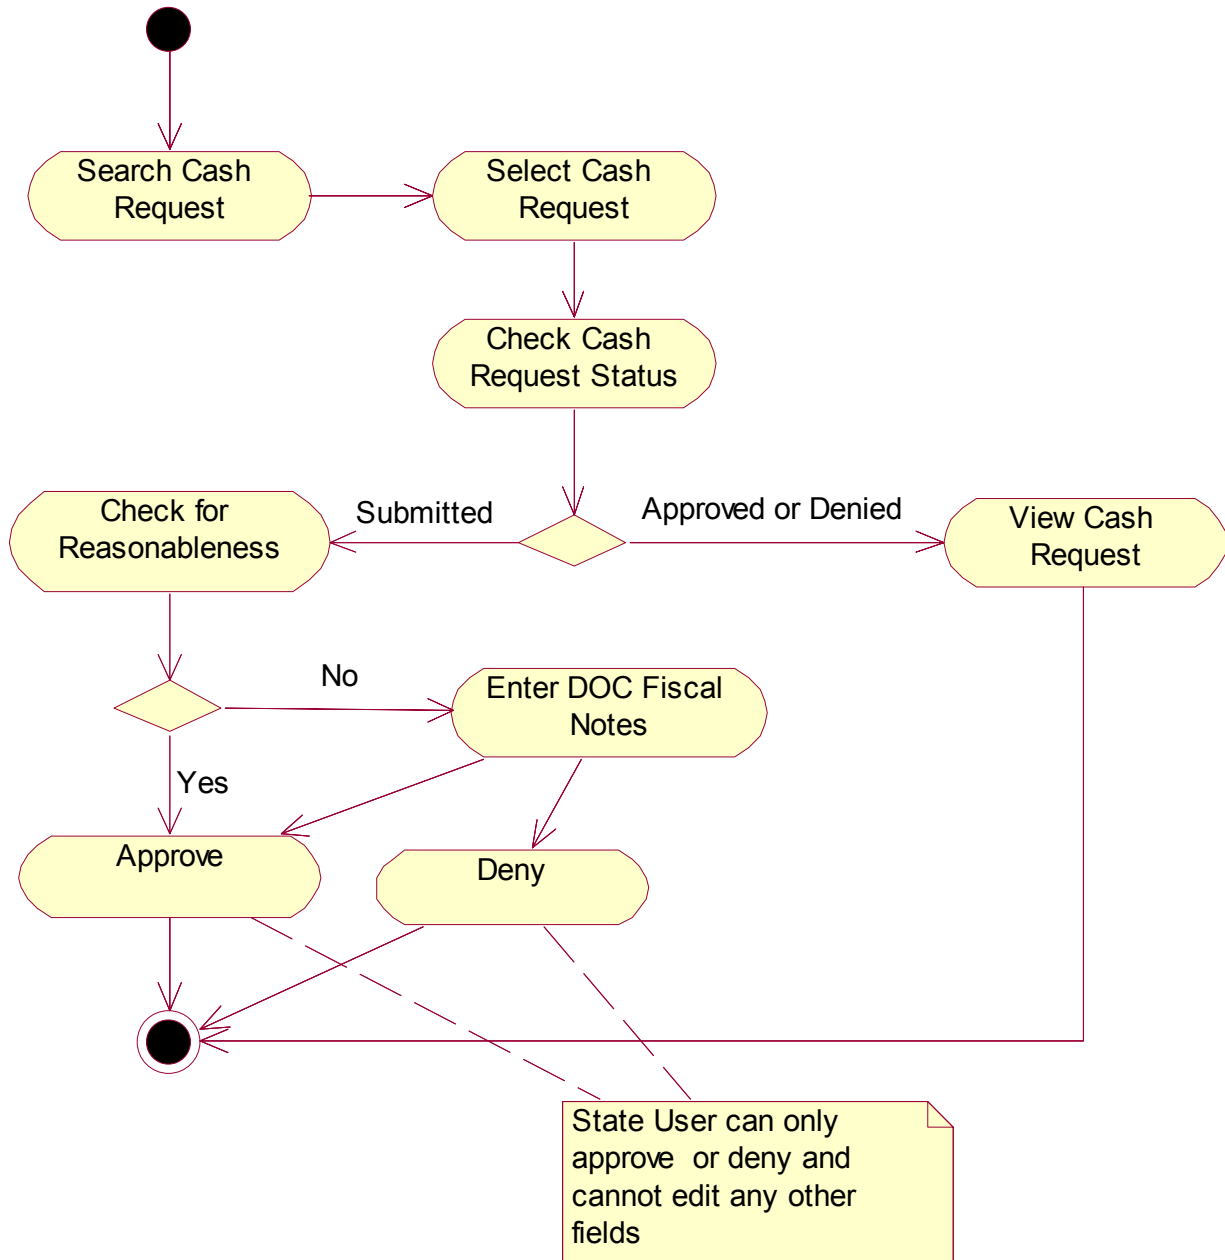 Search Cash
Request
Select Cash
Request
Check Cash
Request Status
Check for
Reasonableness
Submitted
Approved or Denied
View Cash
Request
No
Enter DOC Fiscal
Notes
Yes
Approve
Deny
State User can only
approve  or deny and
cannot edit any other
fields